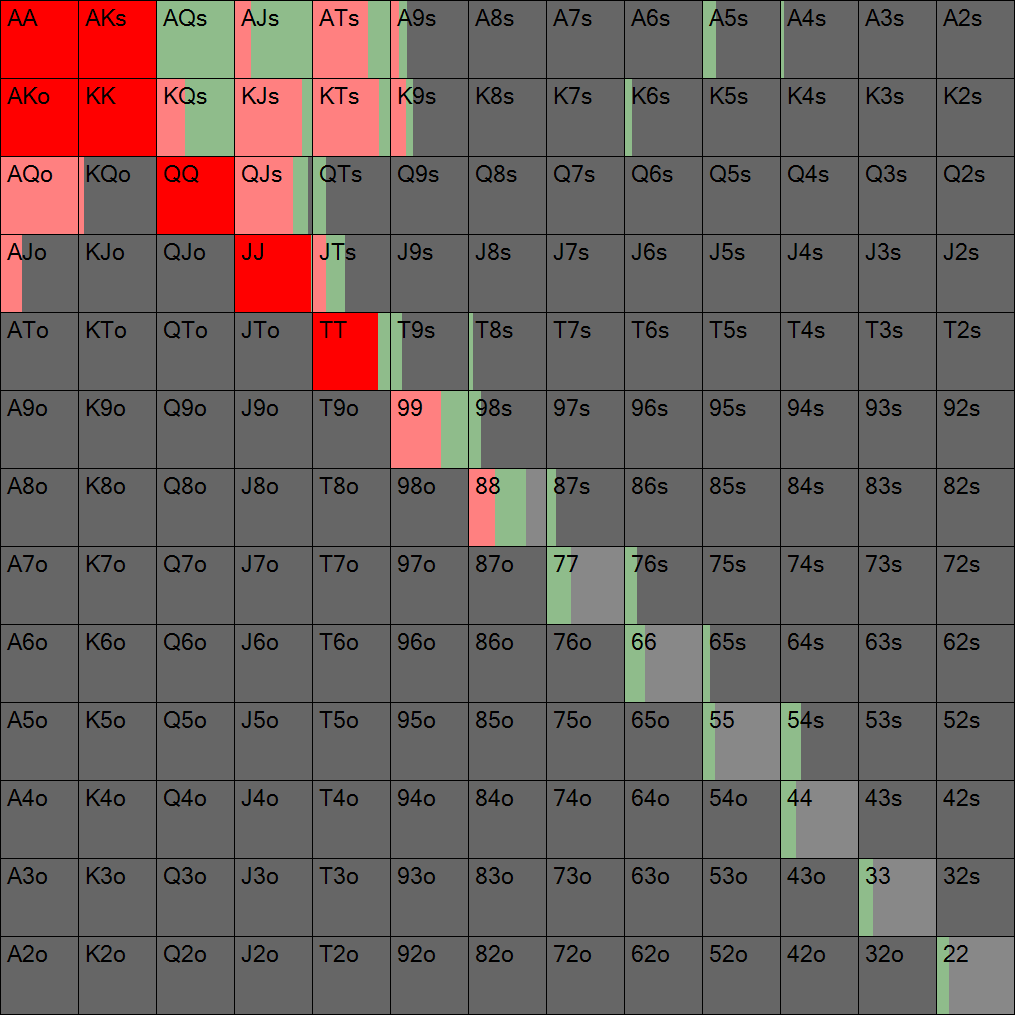 AA AKs AQs AJs ATs A9s A8s A7s A6s A5s A4s A3s A2s
AKo KK KQs KJs KTs K9s K8s K7s K6s K5s K4s K3s K2s
AQo KQo QQ QJs QTs Q9s Q8s Q7s Q6s Q5s Q4s Q3s Q2s
AJo KJo QJo JJ JTs J9s J8s J7s J6s J5s J4s J3s J2s
ATo KTo QTo JTo TT T9s T8s T7s T6s T5s T4s T3s T2s
A9o K9o Q9o J9o T9o 99 98s 97s 96s 95s 94s 93s 92s
A8o K8o Q8o J8o T8o 98o 88 87s 86s 85s 84s 83s 82s
A7o K7o Q7o J7o T7o 97o 87o 77 76s 75s 74s 73s 72s
A6o K6o Q6o J6o T6o 96o 86o 76o 66 65s 64s 63s 62s
A5o K5o Q5o J5o T5o 95o 85o 75o 65o 55 54s 53s 52s
A4o K4o Q4o J4o T4o 94o 84o 74o 64o 54o 44 43s 42s
A3o K3o Q3o J3o T3o 93o 83o 73o 63o 53o 43o 33 32s
A2o K2o Q2o J2o T2o 92o 82o 72o 62o 52o 42o 32o 22